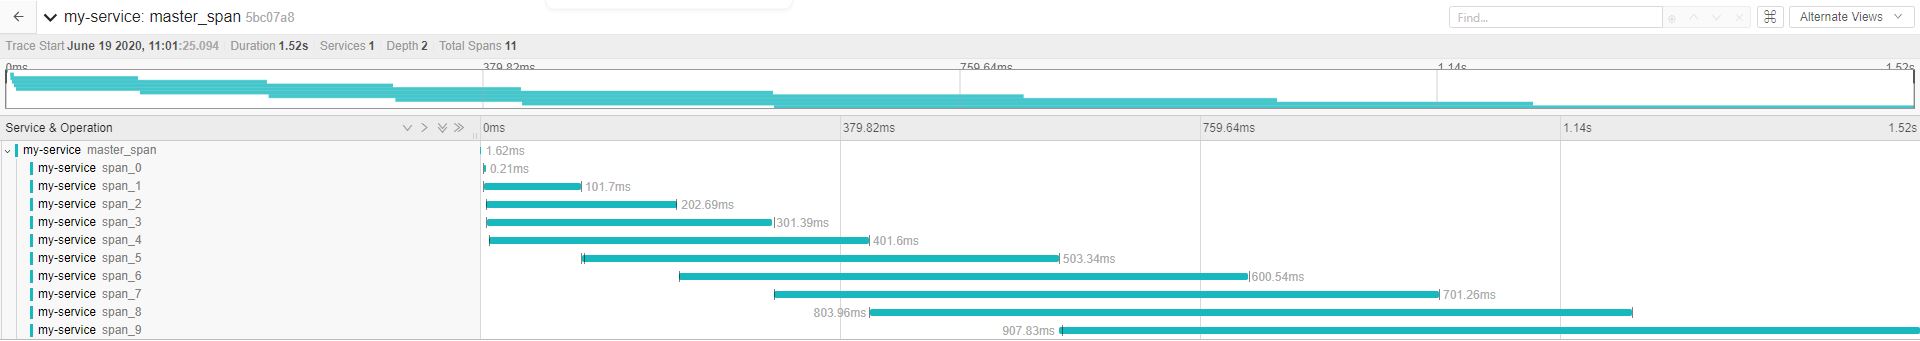 my-service: master_span 5bc07a8
Find...
Alternate Views
Trace Start June 19 2020, 11:01:25.094 Duration 1.52s Services 1 Depth 2 Total Spans 11
0ms 379.82ms 759.64ms 1.14s 1.52s
Service & Operation 0ms 379.82ms 759.64ms 1.14s 1.52s
my-service master_span 1.62ms
my-service span_0 0.21ms
my-service span_1 101.7ms
my-service span_2 202.69ms
my-service span_3 301.39ms
my-service span_4 401.6ms
my-service span_5 503.34ms
my-service span_6 600.54ms
my-service span_7 701.26ms
my-service span_8 803.96ms
my-service span_9 907.83ms